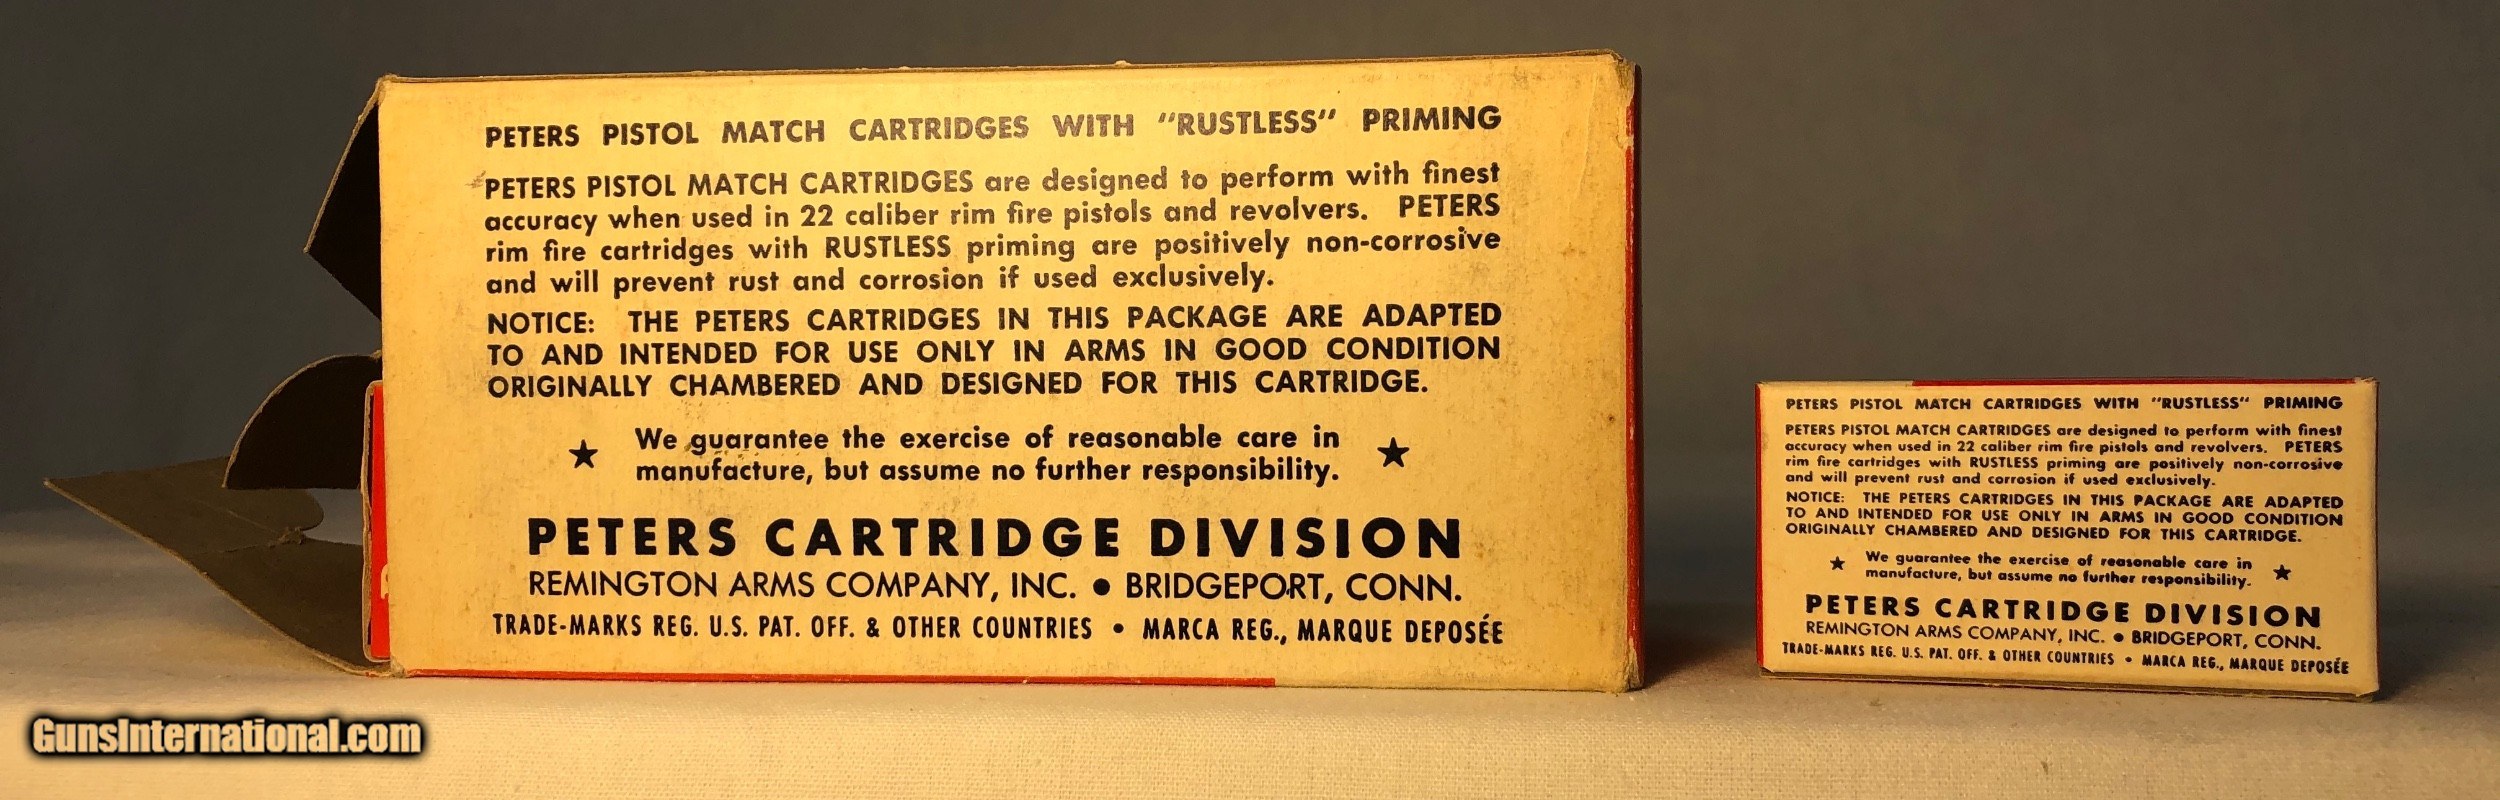 PETERS PISTOL MATCH CARTRIDGES WITH "RUSTLESS" PRIMING
PETERS PISTOL MATCH CARTRIDGES are designed to perform with finest
accuracy when used in 22 caliber rim fire pistols and revolvers. PETERS
rim fire cartridges with RUSTLESS priming are positively non-corrosive
and will prevent rust and corrosion if used exclusively.
NOTICE: THE PETERS CARTRIDGES IN THIS PACKAGE ARE ADAPTED
TO AND INTENDED FOR USE ONLY IN ARMS IN GOOD CONDITION
ORIGINALLY CHAMBERED AND DESIGNED FOR THIS CARTRIDGE.
★ We guarantee the exercise of reasonable care in ★
manufacture, but assume no further responsibility.
PETERS CARTRIDGE DIVISION
REMINGTON ARMS COMPANY, INC. ● BRIDGEPORT, CONN.
TRADE-MARKS REG. U.S. PAT. OFF. & OTHER COUNTRIES • MARCA REG., MARQUE DEPOSÉE
PETERS PISTOL MATCH CARTRIDGES WITH "RUSTLESS" PRIMING
PETERS PISTOL MATCH CARTRIDGES are designed to perform with finest
accuracy when used in 22 caliber rim fire pistols and revolvers. PETERS
rim fire cartridges with RUSTLESS priming are positively non-corrosive
and will prevent rust and corrosion if used exclusively.
NOTICE: THE PETERS CARTRIDGES IN THIS PACKAGE ARE ADAPTED
TO AND INTENDED FOR USE ONLY IN ARMS IN GOOD CONDITION
ORIGINALLY CHAMBERED AND DESIGNED FOR THIS CARTRIDGE.
★ We guarantee the exercise of reasonable care in ★
manufacture, but assume no further responsibility.
PETERS CARTRIDGE DIVISION
REMINGTON ARMS COMPANY, INC. ● BRIDGEPORT, CONN.
TRADE-MARKS REG. U.S. PAT. OFF. & OTHER COUNTRIES • MARCA REG., MARQUE DEPOSÉE
GunsInternational.com